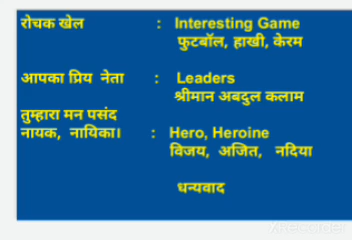 रोचक खेल : Interesting Game
फुटबॉल, हाखी, केरम
आपका प्रिय नेता : Leaders
श्रीमान अबदुल कलाम
तुम्हारा मन पसंद
नायक, नायिका। : Hero, Heroine
विजय, अजित, नदिया
धन्यवाद